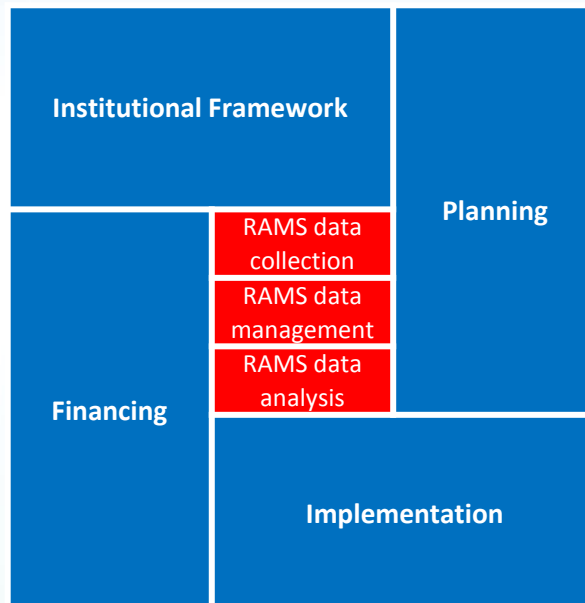 Institutional Framework
Planning
RAMS data
collection
RAMS data
management
RAMS data
analysis
Financing
Implementation